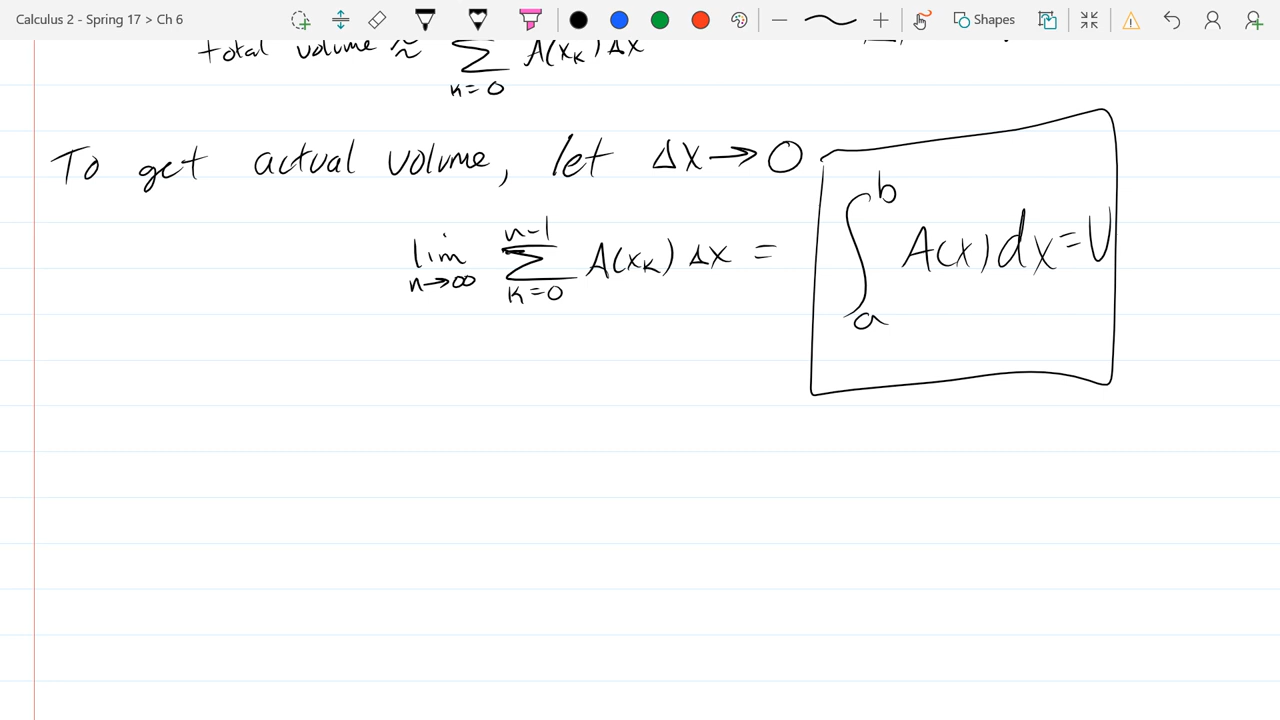 Calculus 2 - Spring 17 > Ch 6 Shapes
total volume ≈ ∑ A(xₖ) Δx
k=0
To get actual volume, let Δx → 0
lim n→∞ ∑ k=0 n-1 A(xₖ) Δx = ∫ₐᵇ A(x) dx = V